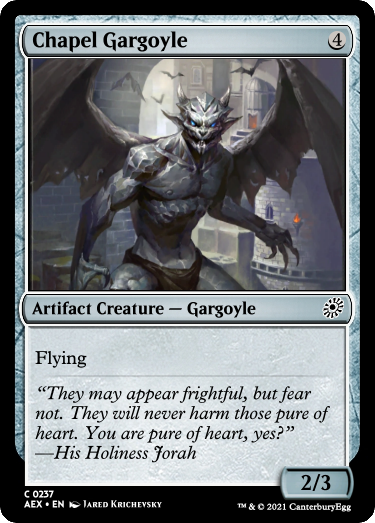 Chapel Gargoyle 4
Artifact Creature — Gargoyle
Flying
“They may appear frightful, but fear
not. They will never harm those pure of
heart. You are pure of heart, yes?”
—His Holiness Jorah
2/3
C 0237
AEX • EN Jared Krichevsky
™ & © 2021 CanterburyEgg